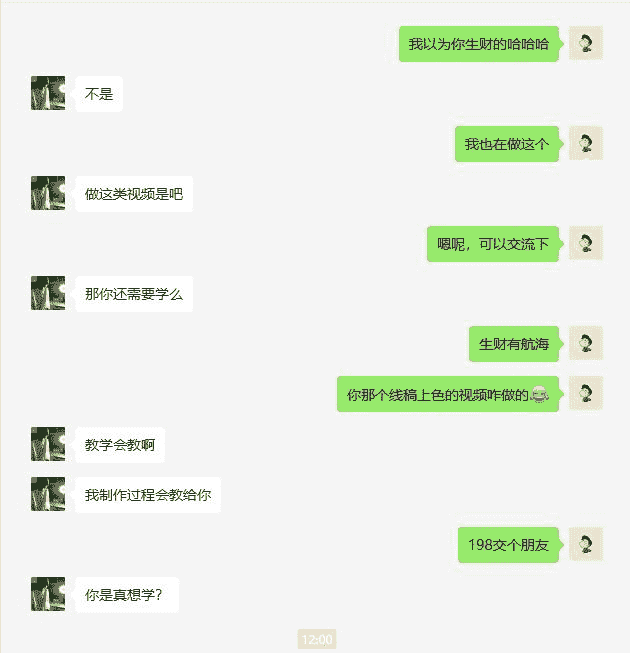 我以为你生财的哈哈哈
不是
我也在做这个
做这类视频是吧
嗯呢，可以交流下
那你还需要学么
生财有航海
你那个线稿上色的视频咋做的
教学会教啊
我制作过程会教给你
198交个朋友
你是真想学？
12:00